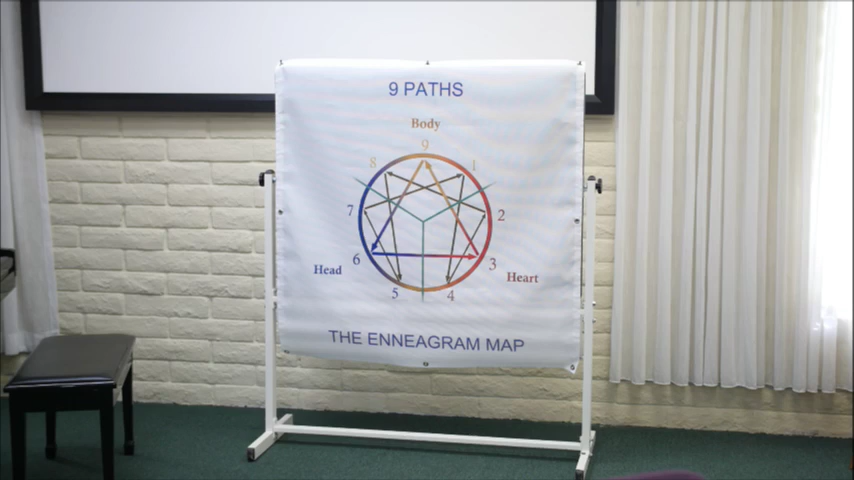 9 PATHS
Body
9
8 1
7 2
6 3
Head Heart
5 4
THE ENNEAGRAM MAP